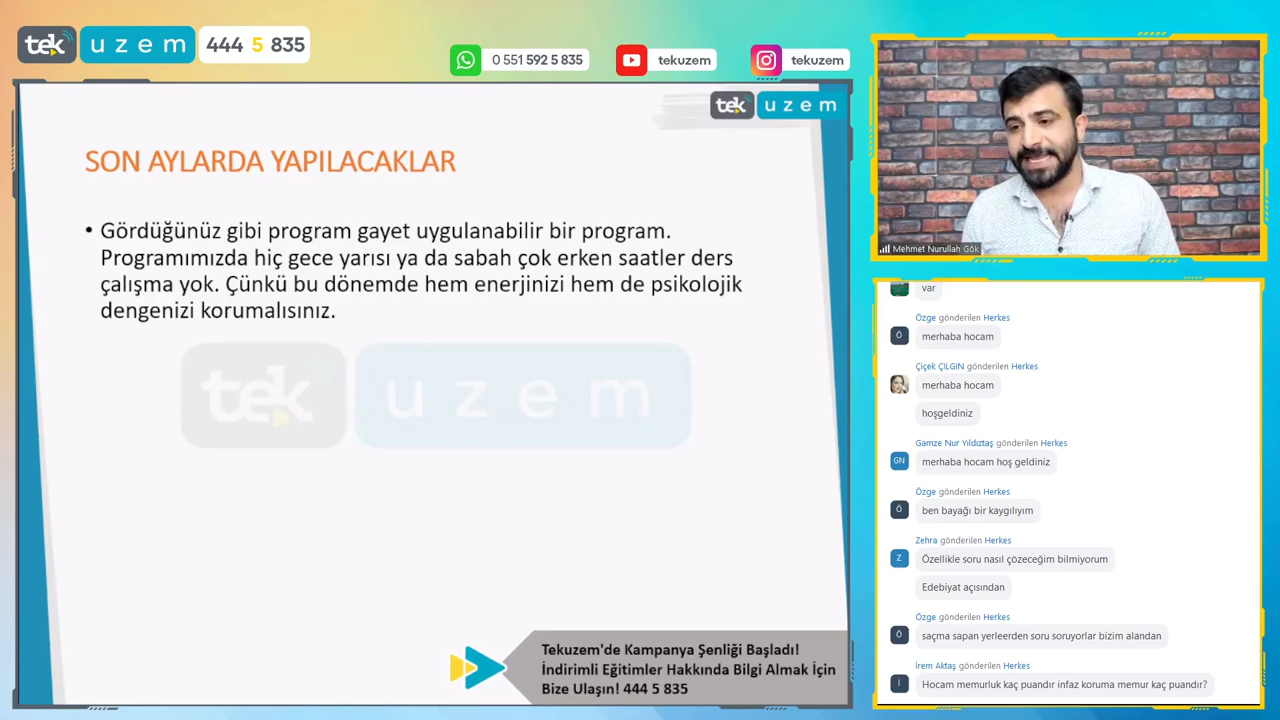 tek uzem 444 5 835
0 551 592 5 835
tekuzem
tekuzem
tek uzem
SON AYLARDA YAPILACAKLAR
• Gördüğünüz gibi program gayet uygulanabilir bir program.
Programımızda hiç gece yarısı ya da sabah çok erken saatler ders
çalışma yok. Çünkü bu dönemde hem enerjinizi hem de psikolojik
dengenizi korumalısınız.
tek uzem
Tekuzem'de Kampanya Şenliği Başladı!
İndirimli Eğitimler Hakkında Bilgi Almak İçin
Bize Ulaşın! 444 5 835
Mehmet Nurullah Gök
var
Özge gönderilen Herkes
Ö
merhaba hocam
Çiçek ÇILGIN gönderilen Herkes
merhaba hocam
hoşgeldiniz
Gamze Nur Yıldıztaş gönderilen Herkes
GN
merhaba hocam hoş geldiniz
Özge gönderilen Herkes
Ö
ben bayağı bir kaygılıyım
Zehra gönderilen Herkes
Z
Özellikle soru nasıl çözeceğim bilmiyorum
Edebiyat açısından
Özge gönderilen Herkes
Ö
saçma sapan yerleerden soru soruyorlar bizim alandan
İrem Aktaş gönderilen Herkes
İ
Hocam memurluk kaç puandır infaz koruma memur kaç puandır?